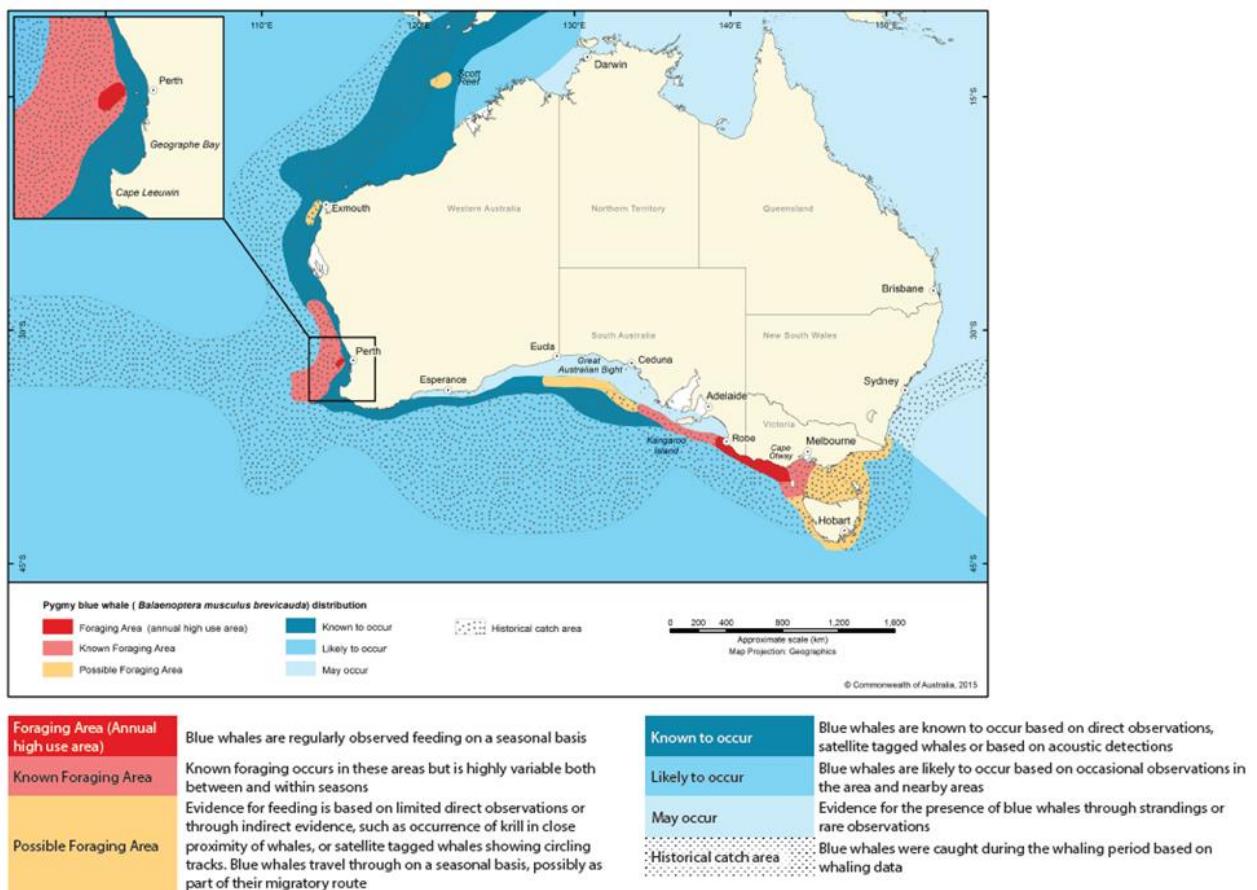 110°E
120°E
130°E
140°E
150°E
Perth
Geographe Bay
Cape Leeuwin
Scott
Reef
Darwin
15°S
15°S
Exmouth
Western Australia
Northern Territory
Queensland
Brisbane
30°S
30°S
South Australia
New South Wales
Perth
Eucla
Great
Australian Bight
Ceduna
Esperance
Sydney
Adelaide
Victoria
Kangaroo
Island
Robe
Cape
Otway
Melbourne
Hobart
45°S
45°S
Pygmy blue whale ( Balaenoptera musculus brevicauda) distribution
Foraging Area (annual high use area)
Known Foraging Area
Possible Foraging Area
Known to occur
Likely to occur
May occur
Historical catch area
0 200 400 800 1,200 1,600
Approximate scale (km)
Map Projection: Geographics
© Commonwealth of Australia, 2015
Foraging Area (Annual
high use area)
Blue whales are regularly observed feeding on a seasonal basis
Known Foraging Area
Known foraging occurs in these areas but is highly variable both
between and within seasons
Possible Foraging Area
Evidence for feeding is based on limited direct observations or
through indirect evidence, such as occurrence of krill in close
proximity of whales, or satellite tagged whales showing circling
tracks. Blue whales travel through on a seasonal basis, possibly as
part of their migratory route
Known to occur
Blue whales are known to occur based on direct observations,
satellite tagged whales or based on acoustic detections
Likely to occur
Blue whales are likely to occur based on occasional observations in
the area and nearby areas
May occur
Evidence for the presence of blue whales through strandings or
rare observations
Historical catch area
Blue whales were caught during the whaling period based on
whaling data